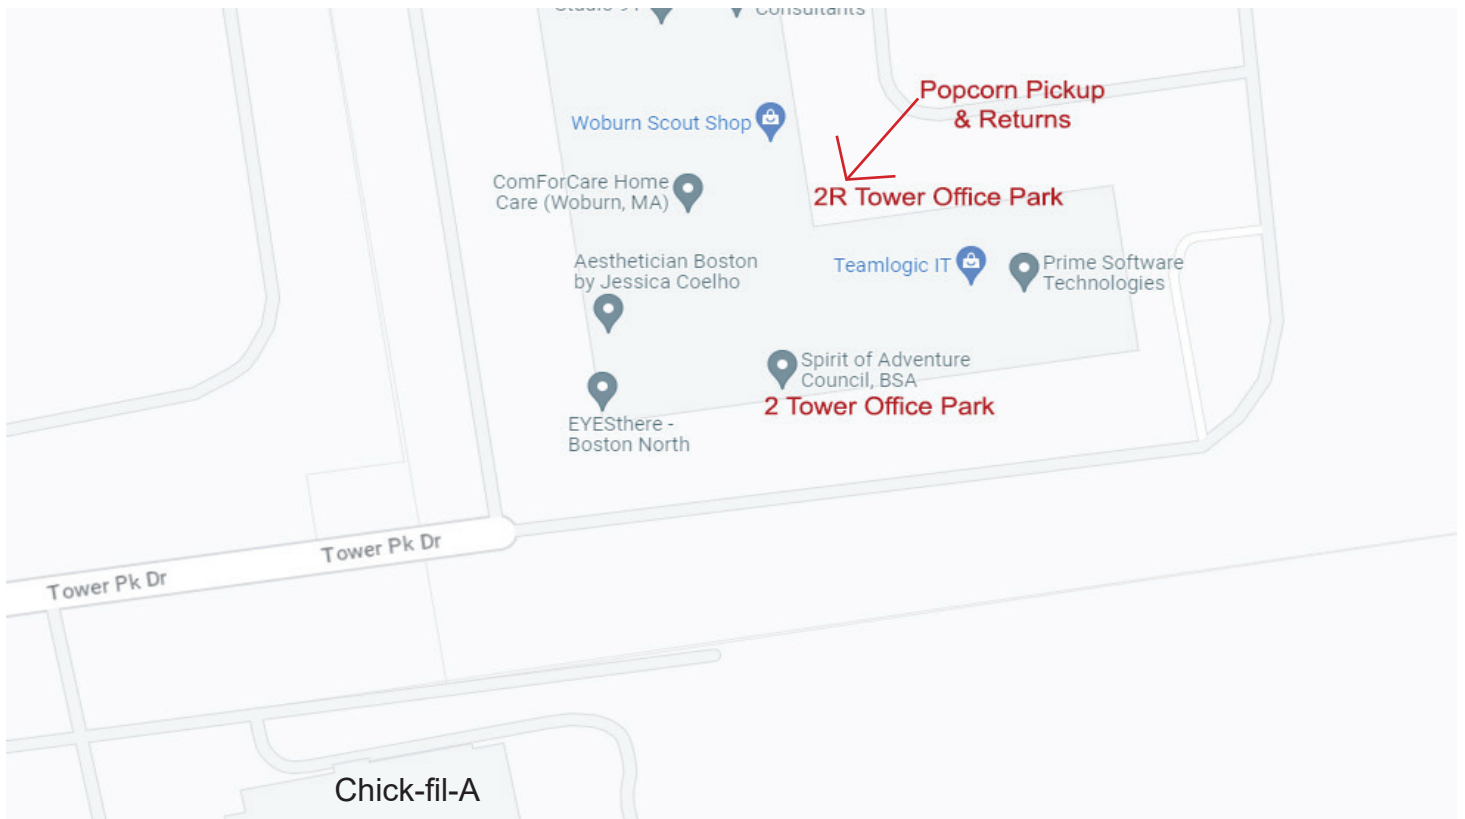 Consultants
Popcorn Pickup
& Returns
Woburn Scout Shop
ComForCare Home
Care (Woburn, MA)
2R Tower Office Park
Aesthetician Boston
by Jessica Coelho
Teamlogic IT
Prime Software
Technologies
Spirit of Adventure
Council, BSA
2 Tower Office Park
EYESthere -
Boston North
Tower Pk Dr
Tower Pk Dr
Chick-fil-A